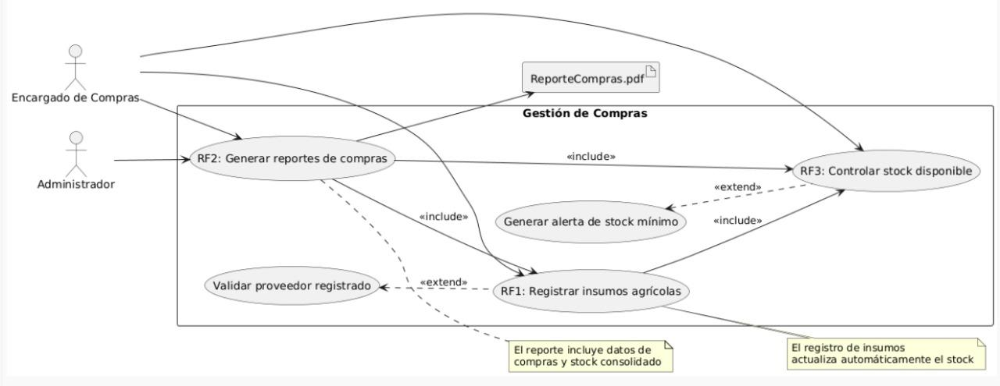 ReporteCompras.pdf
Encargado de Compras
Gestión de Compras
RF2: Generar reportes de compras
«include»
RF3: Controlar stock disponible
Administrador
«extend»
«include»
Generar alerta de stock mínimo
«include»
Validar proveedor registrado
«extend»
RF1: Registrar insumos agrícolas
El reporte incluye datos de
compras y stock consolidado
El registro de insumos
actualiza automáticamente el stock